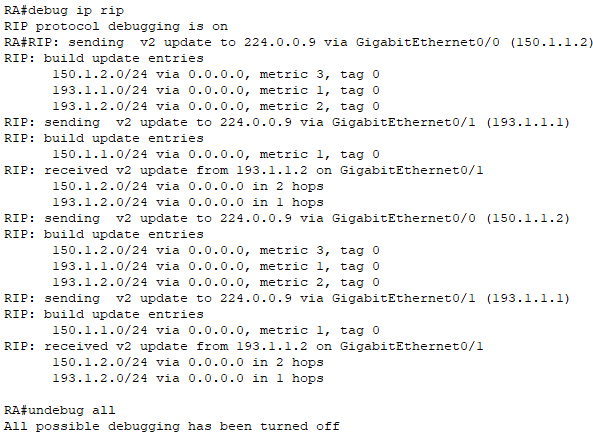 RA#debug ip rip
RIP protocol debugging is on
RA#RIP: sending  v2 update to 224.0.0.9 via GigabitEthernet0/0 (150.1.1.2)
RIP: build update entries
      150.1.2.0/24 via 0.0.0.0, metric 3, tag 0
      193.1.1.0/24 via 0.0.0.0, metric 1, tag 0
      193.1.2.0/24 via 0.0.0.0, metric 2, tag 0
RIP: sending  v2 update to 224.0.0.9 via GigabitEthernet0/1 (193.1.1.1)
RIP: build update entries
      150.1.1.0/24 via 0.0.0.0, metric 1, tag 0
RIP: received v2 update from 193.1.1.2 on GigabitEthernet0/1
      150.1.2.0/24 via 0.0.0.0 in 2 hops
      193.1.2.0/24 via 0.0.0.0 in 1 hops
RIP: sending  v2 update to 224.0.0.9 via GigabitEthernet0/0 (150.1.1.2)
RIP: build update entries
      150.1.2.0/24 via 0.0.0.0, metric 3, tag 0
      193.1.1.0/24 via 0.0.0.0, metric 1, tag 0
      193.1.2.0/24 via 0.0.0.0, metric 2, tag 0
RIP: sending  v2 update to 224.0.0.9 via GigabitEthernet0/1 (193.1.1.1)
RIP: build update entries
      150.1.1.0/24 via 0.0.0.0, metric 1, tag 0
RIP: received v2 update from 193.1.1.2 on GigabitEthernet0/1
      150.1.2.0/24 via 0.0.0.0 in 2 hops
      193.1.2.0/24 via 0.0.0.0 in 1 hops

RA#undebug all
All possible debugging has been turned off